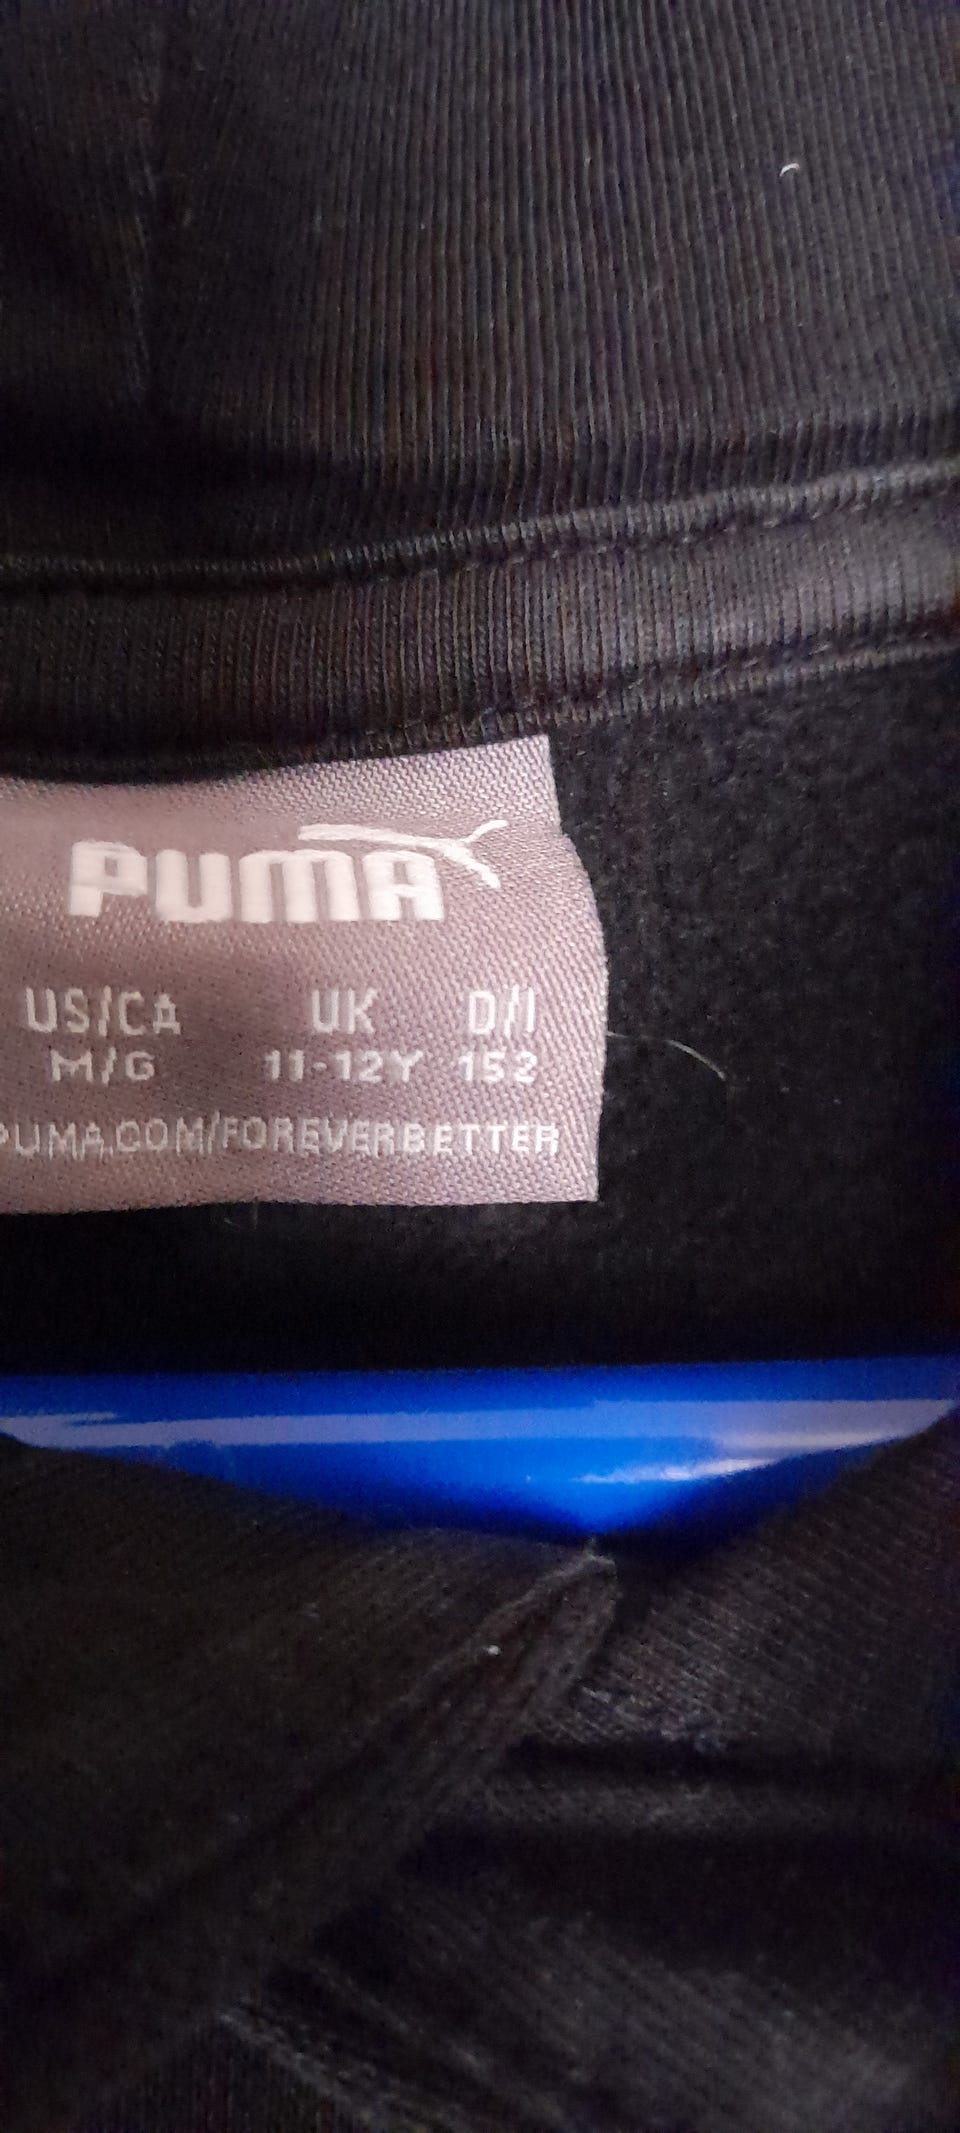 PUMA
US/CA UK D/I
M/G 11-12Y 152
PUMA.COM/FOREVERBETTER